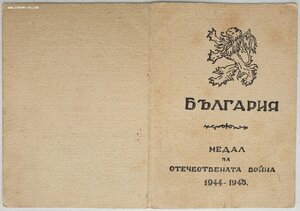 БЪЛГАРИЯ
МЕДАЛ
ЗА
ОТЕЧЕСТВЕНАТА ВОЙНА
1944-1945.